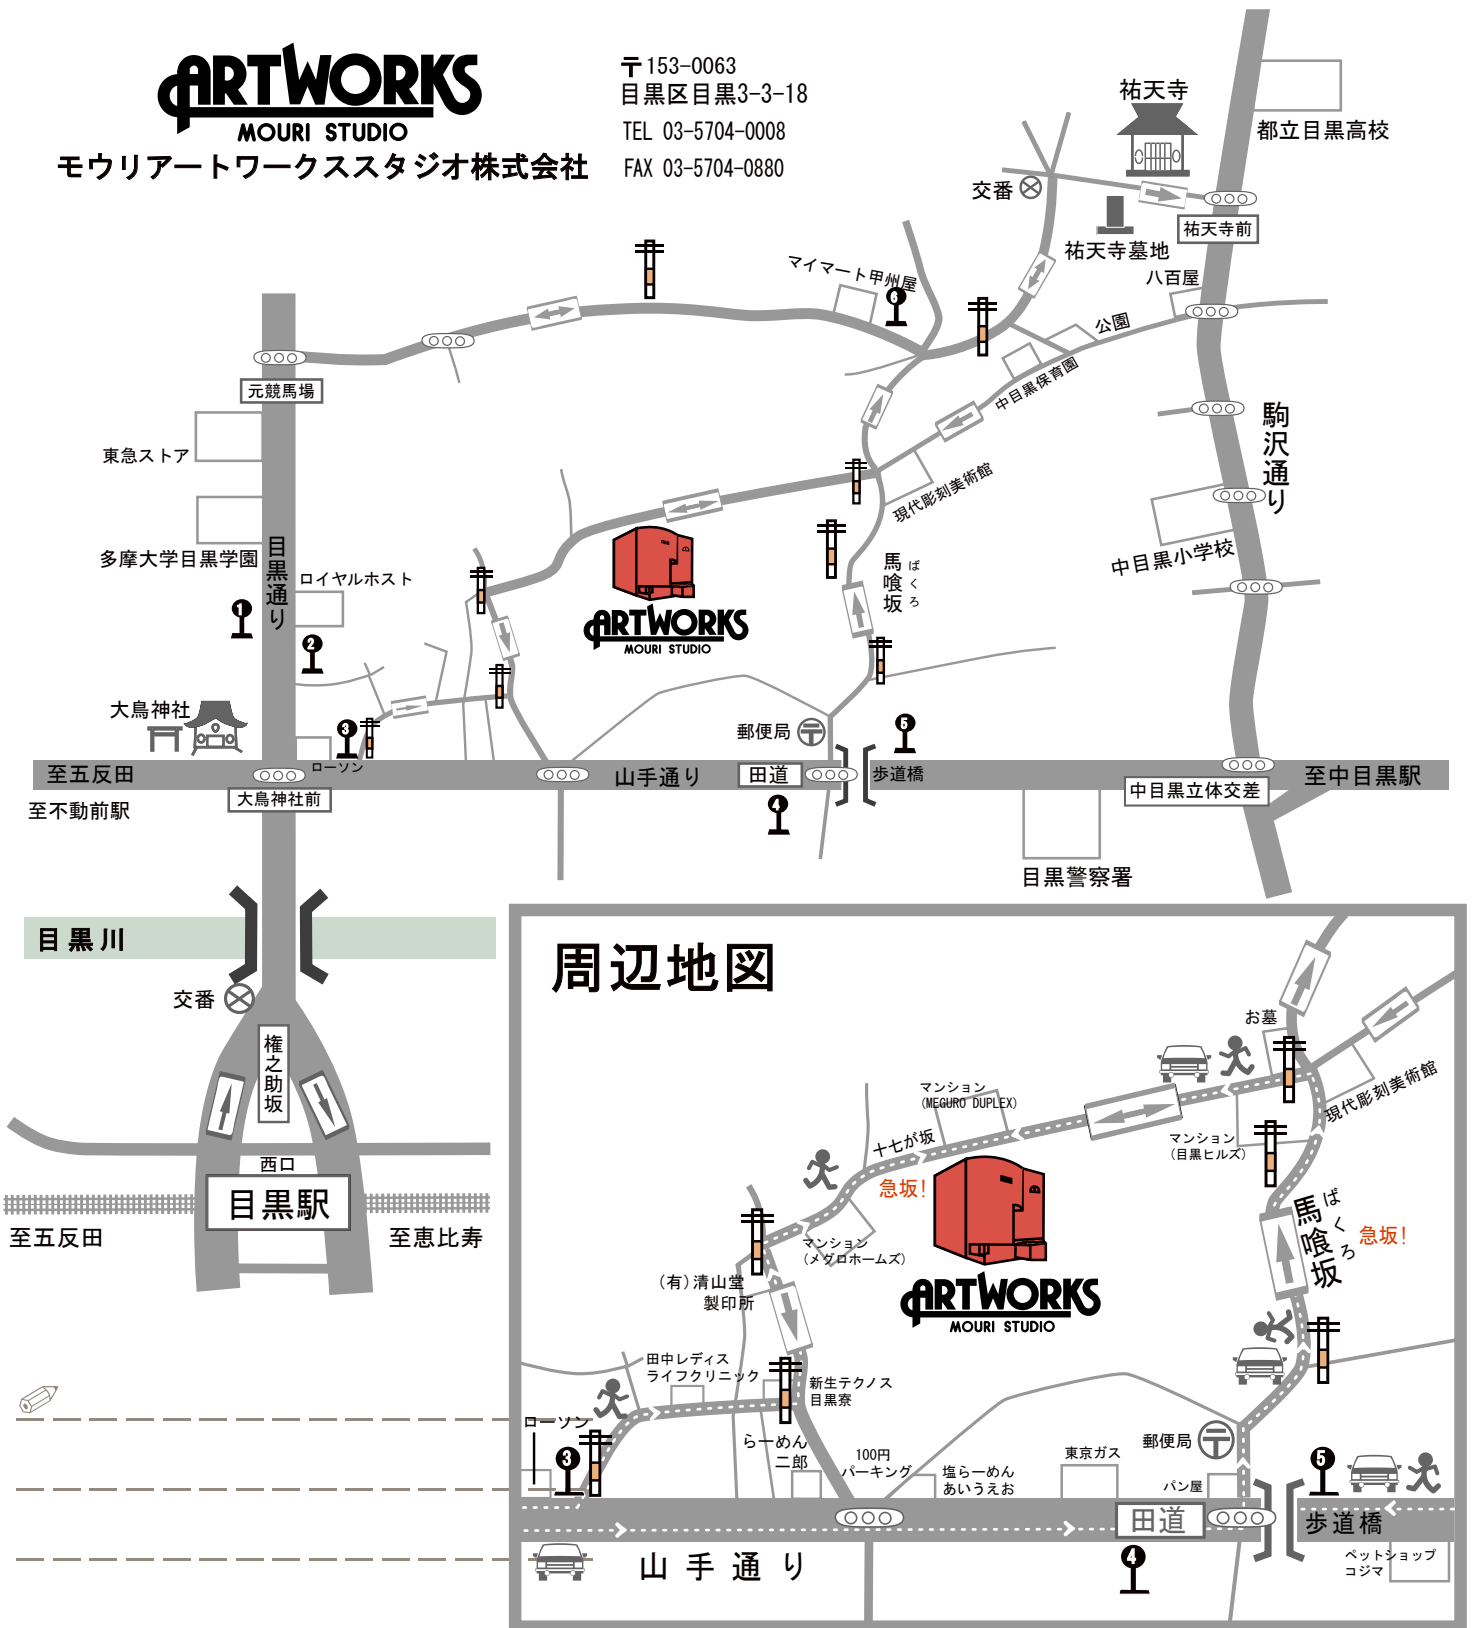 ARTWORKS
MOURI STUDIO
モウリアートワークススタジオ株式会社
〒153-0063
目黒区目黒3-3-18
TEL 03-5704-0008
FAX 03-5704-0880
祐天寺
都立目黒高校
交番
祐天寺前
祐天寺墓地
八百屋
マイマート甲州屋
6
公園
中目黒保育園
元競馬場
東急ストア
駒沢通り
現代彫刻美術館
多摩大学目黒学園
目黒通り
ロイヤルホスト
中目黒小学校
馬喰坂
ばくろ
1
2
ARTWORKS
MOURI STUDIO
大鳥神社
3
ローソン
郵便局
5
至五反田
山手通り
田道
歩道橋
至中目黒駅
大鳥神社前
中目黒立体交差
至不動前駅
4
目黒警察署
目黒川
交番
権之助坂
西口
目黒駅
至五反田
至恵比寿
周辺地図
お墓
現代彫刻美術館
マンション
(MEGURO DUPLEX)
十七が坂
急坂!
マンション
(目黒ヒルズ)
馬喰坂
ばくろ
急坂!
マンション
(メグロホームズ)
(有)清山堂
製印所
ARTWORKS
MOURI STUDIO
田中レディス
ライフクリニック
新生テクノス
目黒寮
ローソン
3
らーめん
二郎
100円
パーキング
塩らーめん
あいうえお
東京ガス
郵便局
パン屋
5
田道
歩道橋
4
山手通り
ペットショップ
コジマ